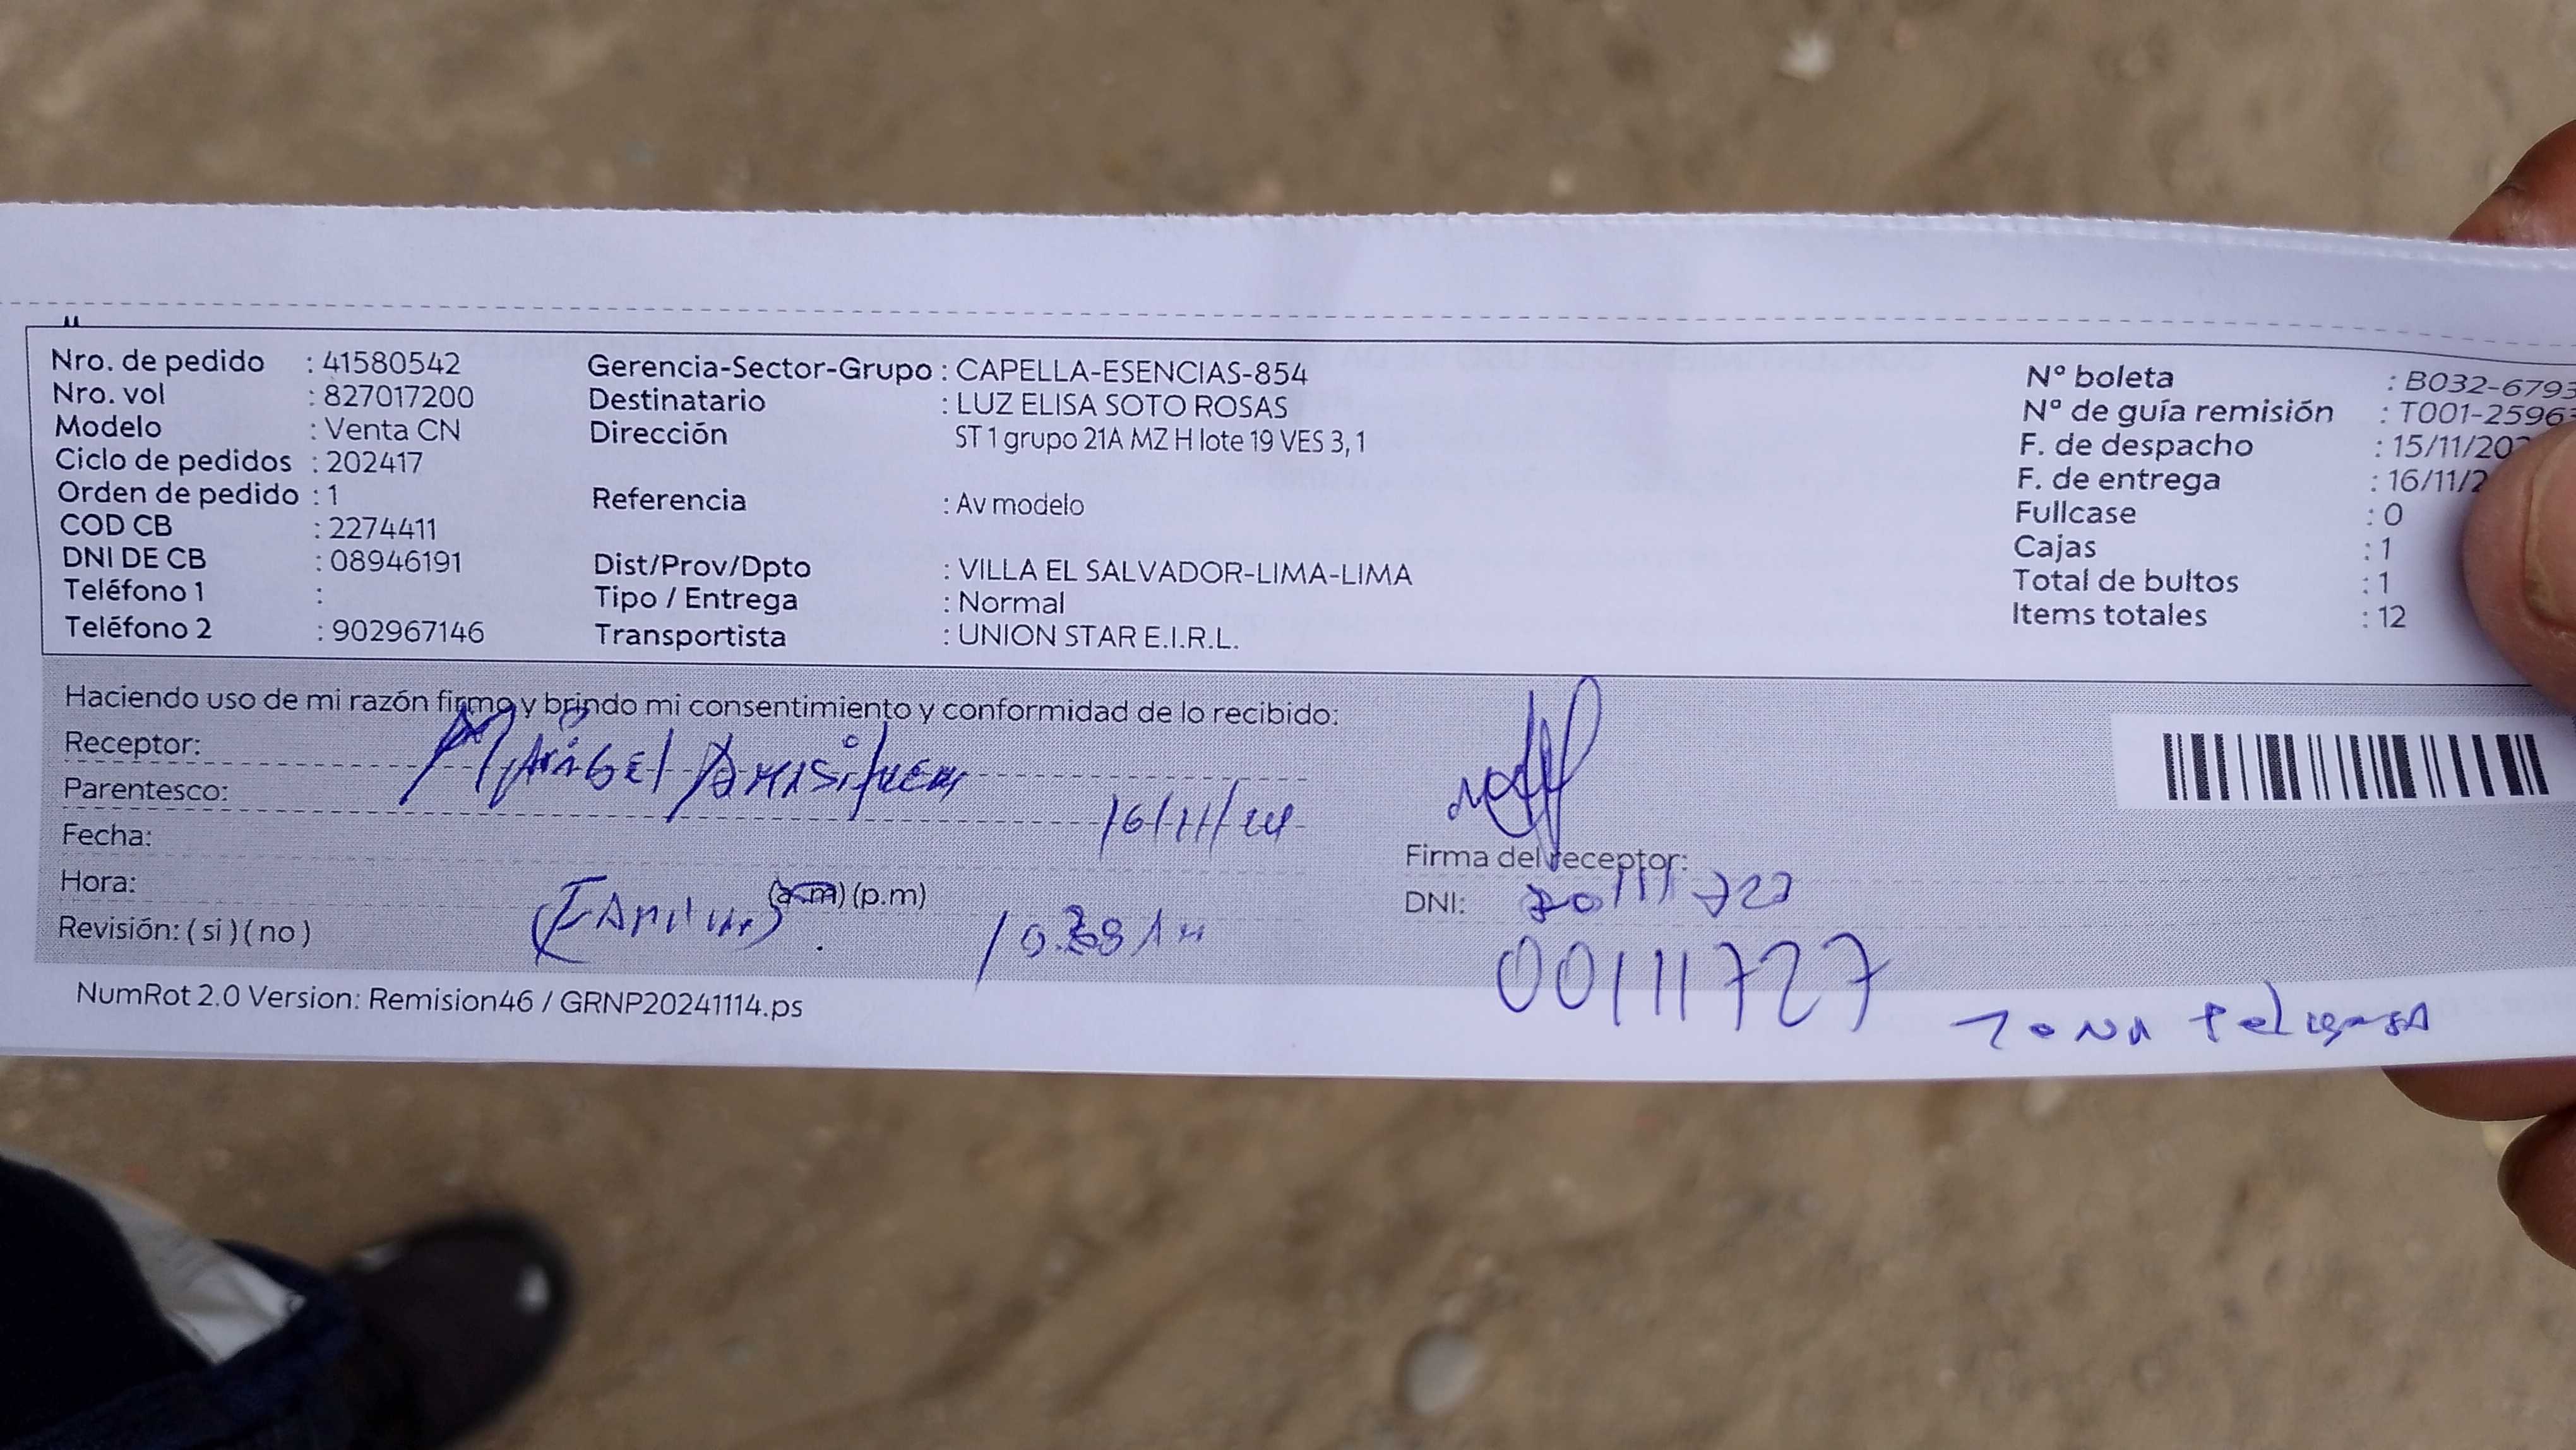 Nro. de pedido : 41580542
Nro. vol : 827017200
Modelo : Venta CN
Ciclo de pedidos : 202417
Orden de pedido : 1
COD CB : 2274411
DNI DE CB : 08946191
Teléfono 1 :
Teléfono 2 : 902967146
Gerencia-Sector-Grupo : CAPELLA-ESENCIAS-854
Destinatario : LUZ ELISA SOTO ROSAS
Dirección ST 1 grupo 21A MZ H lote 19 VES 3, 1
Referencia : Av modelo
Dist/Prov/Dpto : VILLA EL SALVADOR-LIMA-LIMA
Tipo / Entrega : Normal
Transportista : UNION STAR E.I.R.L.
N° boleta : B032-6793
N° de guía remisión : T001-2596
F. de despacho : 15/11/20
F. de entrega : 16/11/2
Fullcase : 0
Cajas : 1
Total de bultos : 1
Items totales : 12
Haciendo uso de mi razón firmo y brindo mi consentimiento y conformidad de lo recibido:
Receptor:
Parentesco:
16/11/24
Fecha:
Hora: (a.m) (p.m)
Revisión: ( si ) ( no )
Firma del receptor:
DNI:
00111727
NumRot 2.0 Version: Remision46 / GRNP20241114.ps
Zona peligrosa